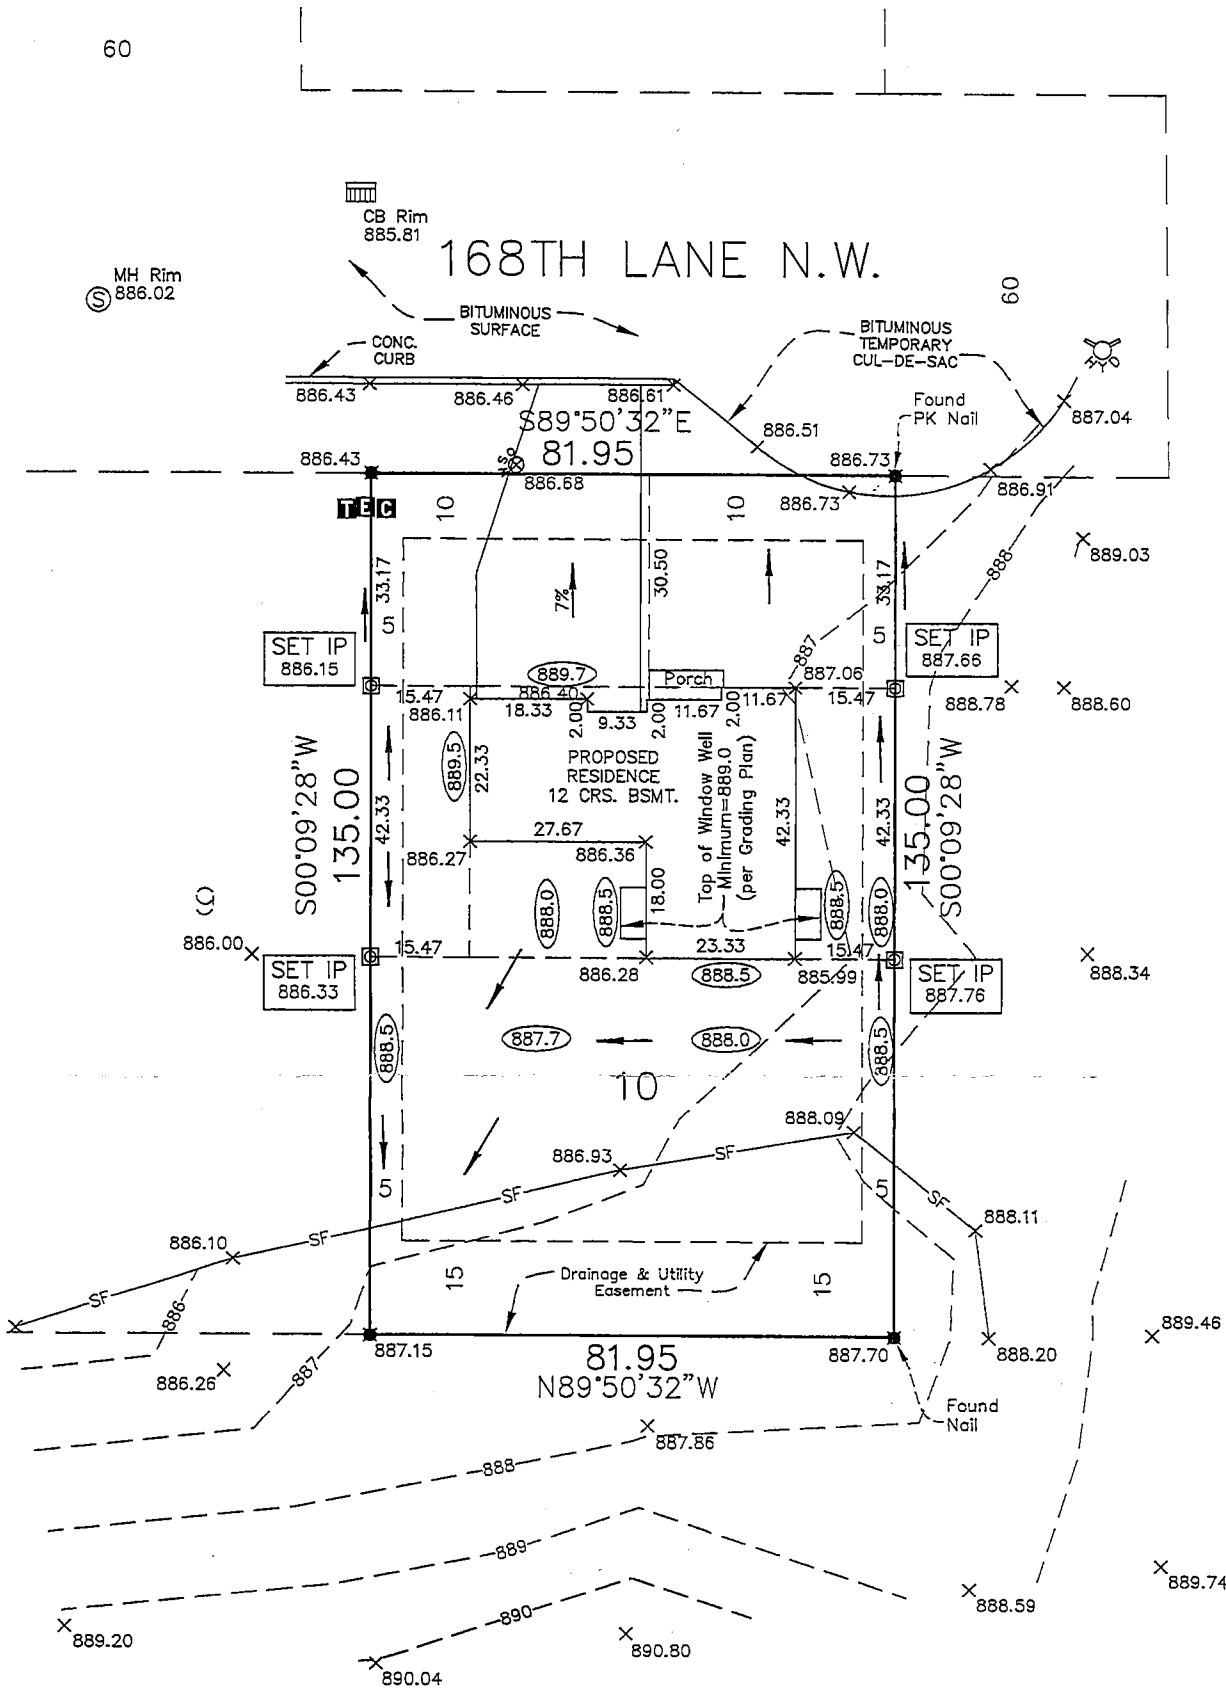 60
CB Rim
885.81
168TH LANE N.W.
MH Rim
886.02
S
60
BITUMINOUS
SURFACE
BITUMINOUS
TEMPORARY
CUL-DE-SAC
CONC.
CURB
HYD
886.43
886.46
886.61
Found
PK Nail
887.04
S89°50'32"E
81.95
886.51
886.43
886.68
886.73
886.73
886.91
T E C
10
10
889.03
33.17
30.50
33.17
888
7%
5
5
SET IP
886.15
SET IP
887.66
887
889.7
Porch
887.06
15.47
886.40
15.47
886.11
18.33
2.00
9.33
2.00
11.67
2.00
11.67
888.78
888.60
S00°09'28"W
135.00
42.33
889.5
22.33
PROPOSED
RESIDENCE
12 CRS. BSMT.
Top of Window Well
Minimum=889.0
(per Grading Plan)
42.33
42.33
135.00
S00°09'28"W
27.67
886.27
886.36
888.0
888.5
18.00
888.5
888.0
886.00
15.47
23.33
15.47
888.34
SET IP
886.33
886.28
888.5
885.99
SET IP
887.76
888.5
887.7
888.0
888.5
10
888.09
886.93
SF
5
SF
5
SF
888.11
886.10
SF
SF
886
15
Drainage & Utility
Easement
15
889.46
887.15
81.95
N89°50'32"W
887.70
888.20
886.26
887
Found
Nail
887.86
888
889
889.74
888.59
890
889.20
890.80
890.04